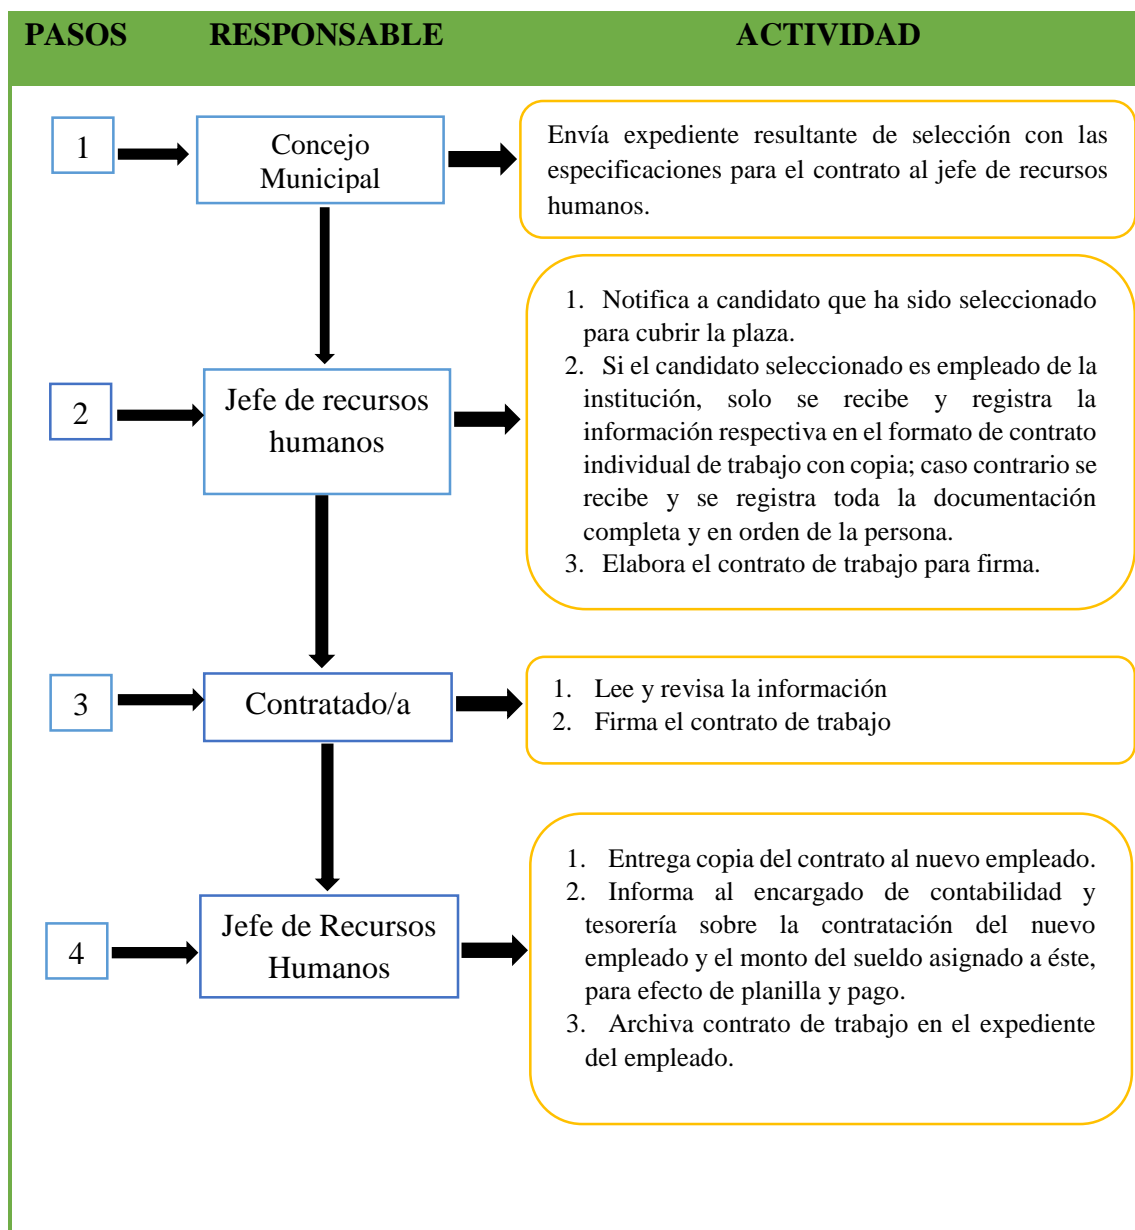 PASOS RESPONSABLE ACTIVIDAD
1
Concejo
Municipal
Envía expediente resultante de selección con las
especificaciones para el contrato al jefe de recursos
humanos.
2
Jefe de recursos
humanos
1. Notifica a candidato que ha sido seleccionado
para cubrir la plaza.
2. Si el candidato seleccionado es empleado de la
institución, solo se recibe y registra la
información respectiva en el formato de contrato
individual de trabajo con copia; caso contrario se
recibe y se registra toda la documentación
completa y en orden de la persona.
3. Elabora el contrato de trabajo para firma.
3
Contratado/a
1. Lee y revisa la información
2. Firma el contrato de trabajo
4
Jefe de Recursos
Humanos
1. Entrega copia del contrato al nuevo empleado.
2. Informa al encargado de contabilidad y
tesorería sobre la contratación del nuevo
empleado y el monto del sueldo asignado a éste,
para efecto de planilla y pago.
3. Archiva contrato de trabajo en el expediente
del empleado.